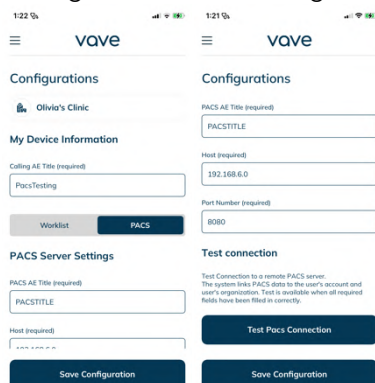 1:22
vave
Configurations
Olivia's Clinic
My Device Information
Calling AE Title (required)
PacsTesting
Worklist PACS
PACS Server Settings
PACS AE Title (required)
PACSTITLE
Host (required)
Save Configuration
1:21
vave
Configurations
PACS AE Title (required)
PACSTITLE
Host (required)
192.168.6.0
Port Number (required)
8080
Test connection
Test Connection to a remote PACS server.
The system links PACS data to the user's account and
user's organization. Test is available when all required
fields have been filled in correctly.
Test Pacs Connection
Save Configuration